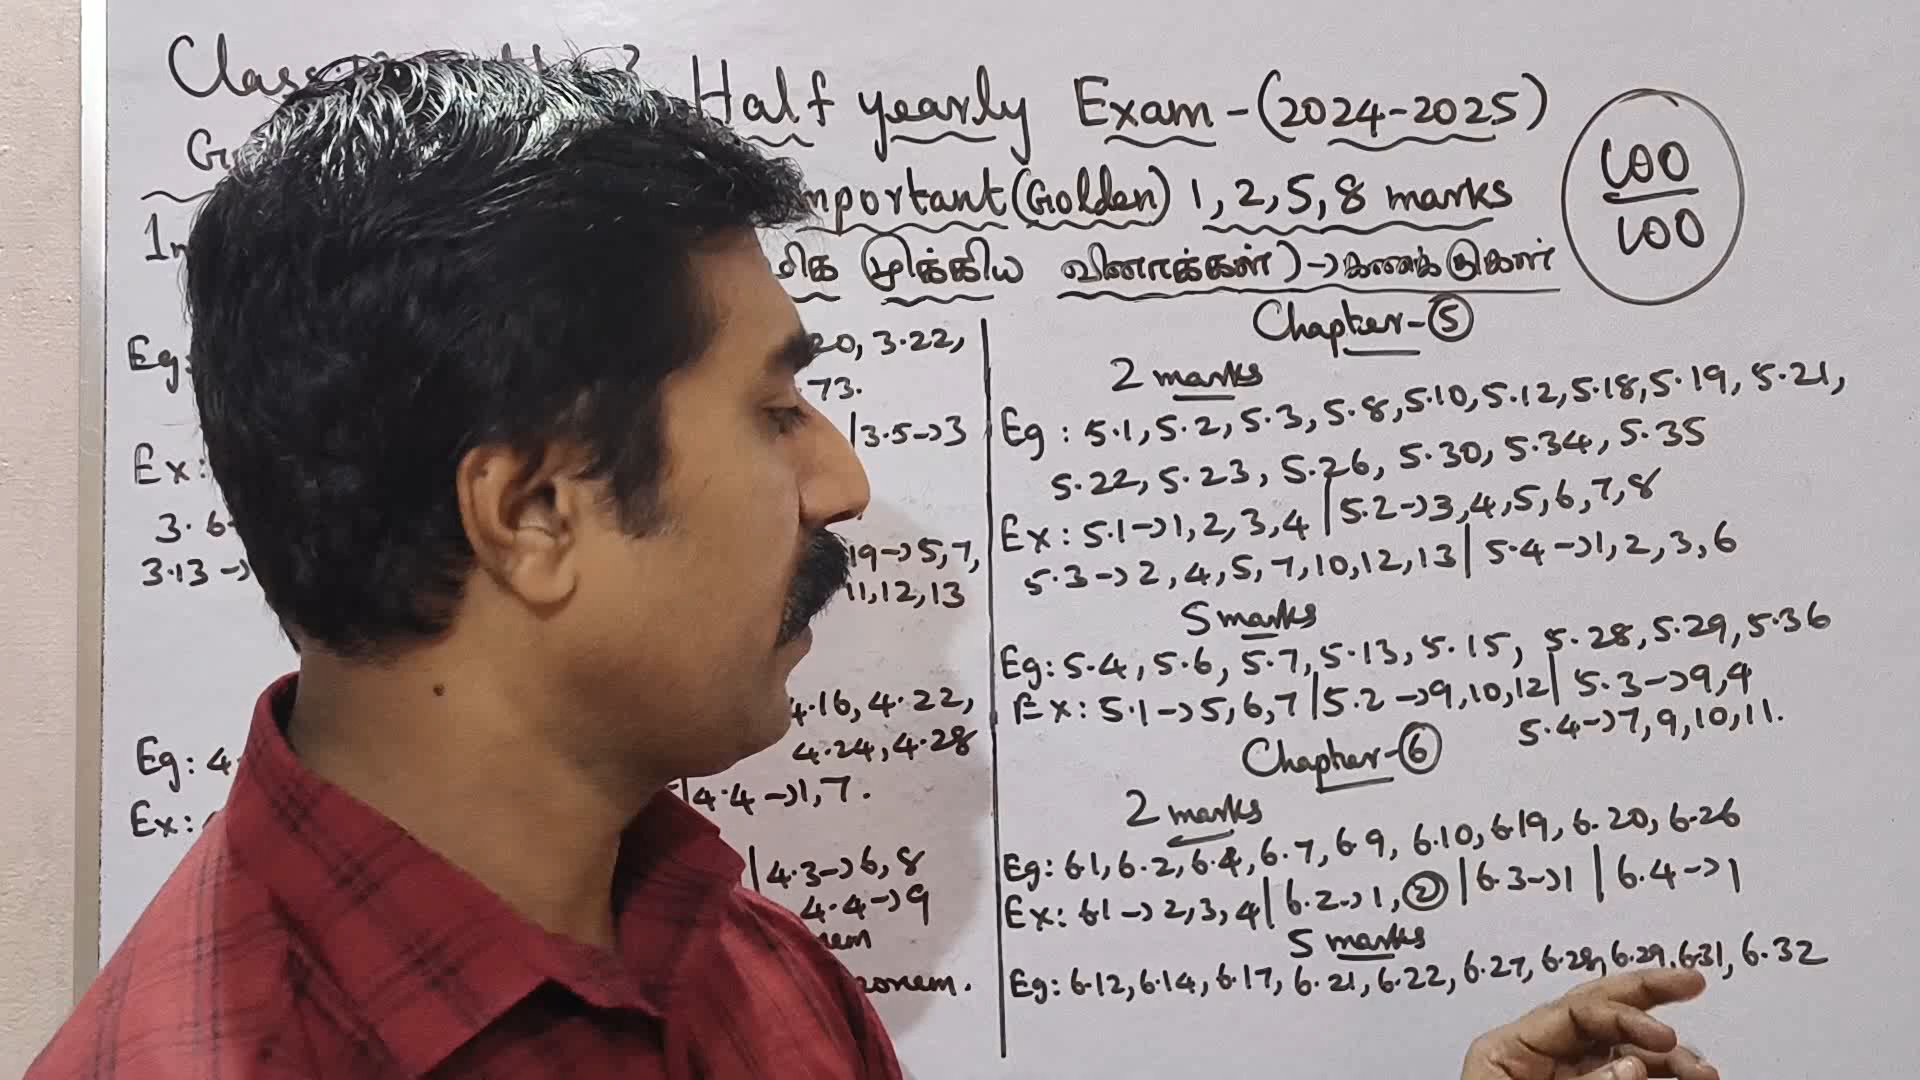 Half yearly Exam-(2024-2025)
100
100
Important (Golden) 1, 2, 5, 8 marks
மிக முக்கிய வினாக்கள்) → கணக்குகள்
Eg: 20, 3.22,
73.
Ex: 3.5→3
3.6
3.13 → 19→5,7,
11,12,13
4.16, 4.22,
Eg: 4. 4.24, 4.28
Ex: 4.4→1,7.
4.3→6,8
4.4→9
Chapter-5
2 marks
Eg: 5.1, 5.2, 5.3, 5.8, 5.10, 5.12, 5.18, 5.19, 5.21,
5.22, 5.23, 5.26, 5.30, 5.34, 5.35
Ex: 5.1→1,2,3,4 | 5.2→3,4,5,6,7,8
5.3→2,4,5,7,10,12,13 | 5.4→1,2,3,6
5 marks
Eg: 5.4, 5.6, 5.7, 5.13, 5.15, 5.28, 5.29, 5.36
Ex: 5.1→5,6,7 | 5.2→9,10,12 | 5.3→9,4
5.4→7,9,10,11.
Chapter-6
2 marks
Eg: 6.1, 6.2, 6.4, 6.7, 6.9, 6.10, 6.19, 6.20, 6.26
Ex: 6.1→2,3,4 | 6.2→1,2 | 6.3→1 | 6.4→1
5 marks
Eg: 6.12, 6.14, 6.17, 6.21, 6.22, 6.27, 6.28, 6.29, 6.31, 6.32